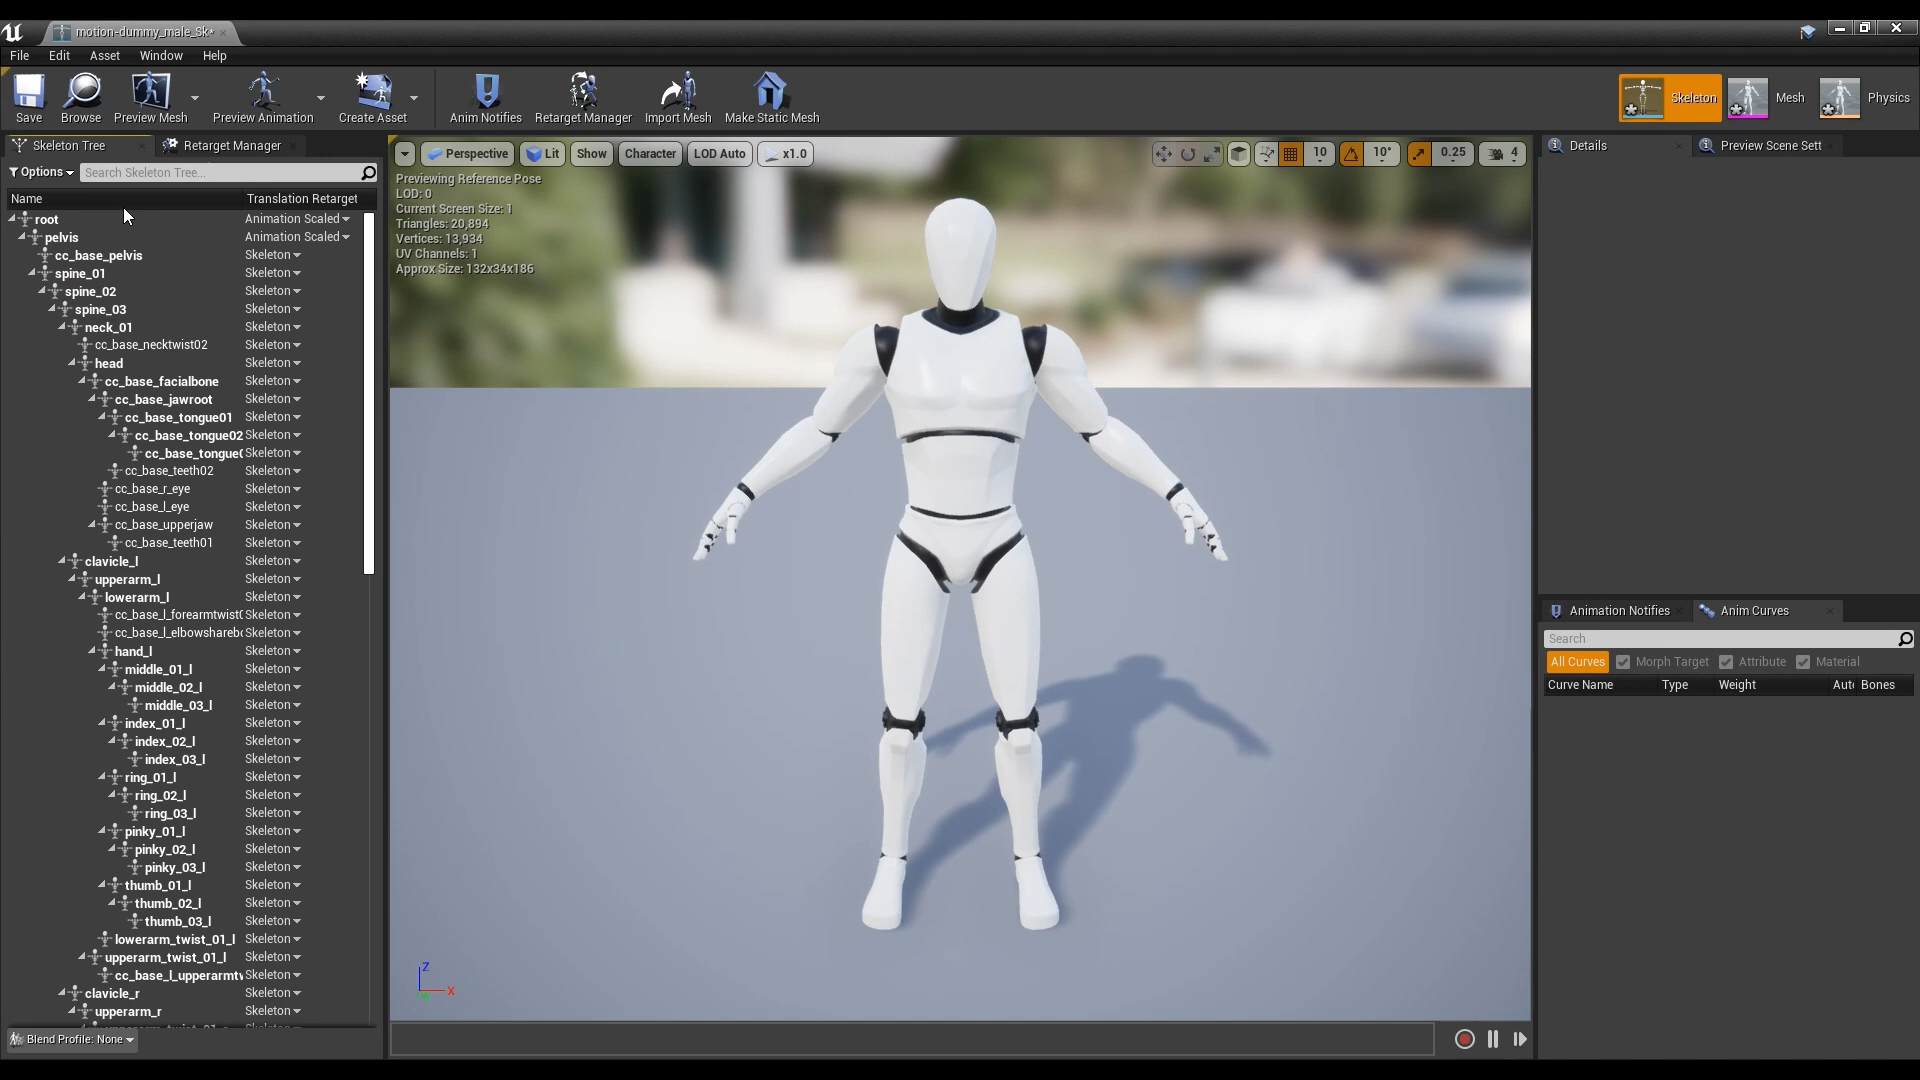 motion-dummy_male_Sk*
File Edit Asset Window Help
Save Browse Preview Mesh Preview Animation Create Asset Anim Notifies Retarget Manager Import Mesh Make Static Mesh Skeleton Mesh Physics
Skeleton Tree Retarget Manager
Options Search Skeleton Tree...
Name Translation Retarget
root Animation Scaled
pelvis Animation Scaled
cc_base_pelvis Skeleton
spine_01 Skeleton
spine_02 Skeleton
spine_03 Skeleton
neck_01 Skeleton
cc_base_necktwist02 Skeleton
head Skeleton
cc_base_facialbone Skeleton
cc_base_jawroot Skeleton
cc_base_tongue01 Skeleton
cc_base_tongue02 Skeleton
cc_base_tongue Skeleton
cc_base_teeth02 Skeleton
cc_base_r_eye Skeleton
cc_base_l_eye Skeleton
cc_base_upperjaw Skeleton
cc_base_teeth01 Skeleton
clavicle_l Skeleton
upperarm_l Skeleton
lowerarm_l Skeleton
cc_base_l_forearmtwist Skeleton
cc_base_l_elbowshareb Skeleton
hand_l Skeleton
middle_01_l Skeleton
middle_02_l Skeleton
middle_03_l Skeleton
index_01_l Skeleton
index_02_l Skeleton
index_03_l Skeleton
ring_01_l Skeleton
ring_02_l Skeleton
ring_03_l Skeleton
pinky_01_l Skeleton
pinky_02_l Skeleton
pinky_03_l Skeleton
thumb_01_l Skeleton
thumb_02_l Skeleton
thumb_03_l Skeleton
lowerarm_twist_01_l Skeleton
upperarm_twist_01_l Skeleton
cc_base_l_upperarmtw Skeleton
clavicle_r Skeleton
upperarm_r Skeleton
Blend Profile: None
Perspective Lit Show Character LOD Auto x1.0 10 10° 0.25 4
Previewing Reference Pose
LOD: 0
Current Screen Size: 1
Triangles: 20,894
Vertices: 13,934
UV Channels: 1
Approx Size: 132x34x186
Z
X
Details Preview Scene Sett
Animation Notifies Anim Curves
Search
All Curves Morph Target Attribute Material
Curve Name Type Weight Aut Bones